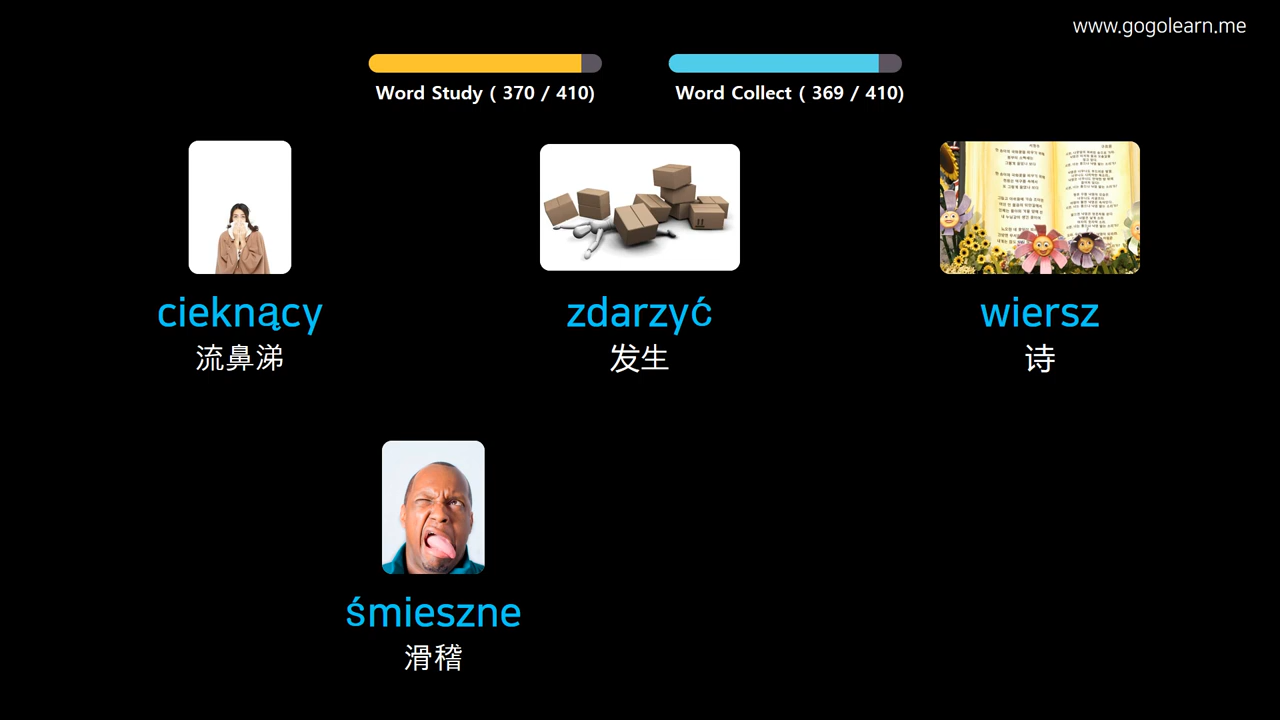 www.gogolearn.me
Word Study ( 370 / 410)
Word Collect ( 369 / 410)
cieknący
zdarzyć
wiersz
流鼻涕
发生
诗
śmieszne
滑稽